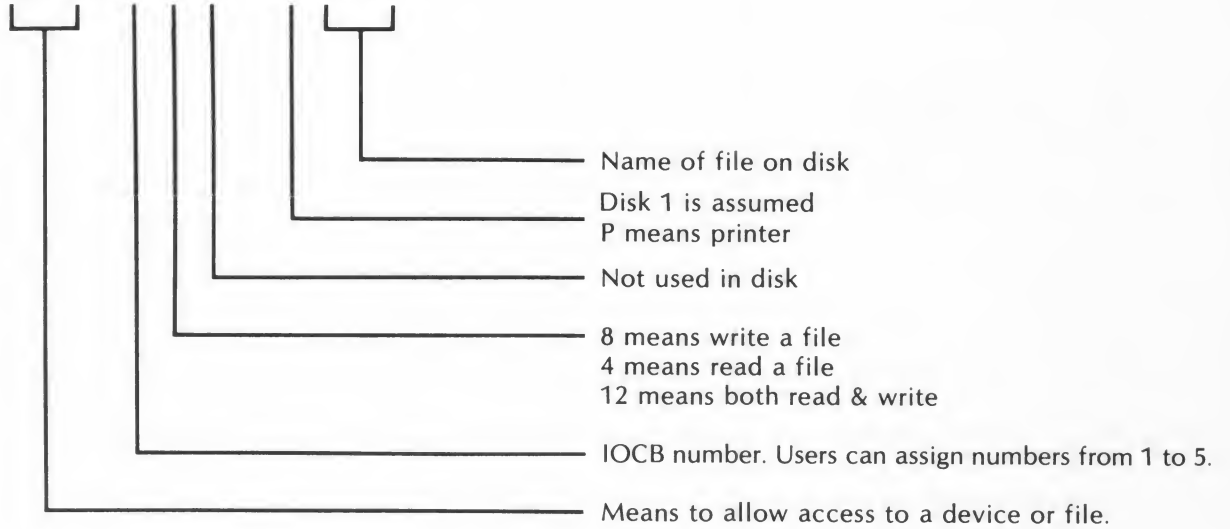 Name of file on disk
Disk 1 is assumed
P means printer
Not used in disk
8 means write a file
4 means read a file
12 means both read & write
IOCB number. Users can assign numbers from 1 to 5.
Means to allow access to a device or file.